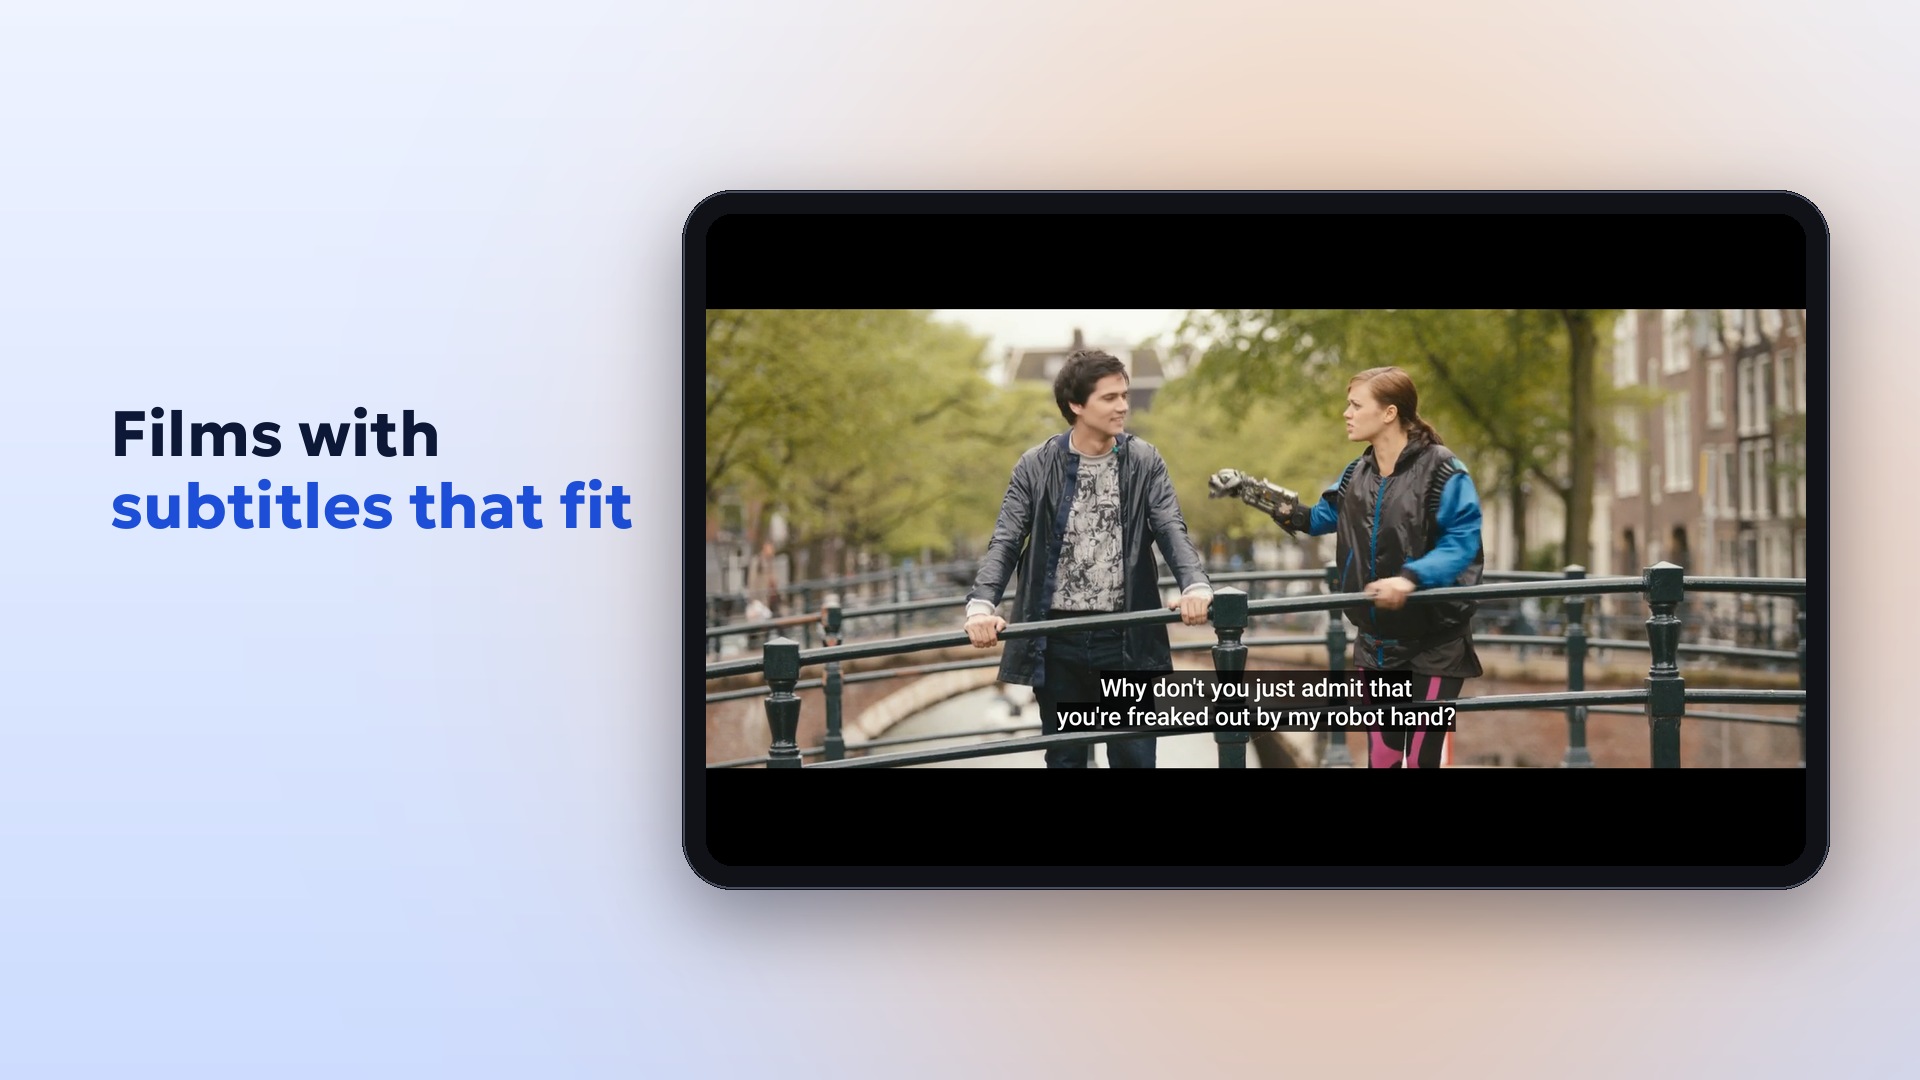 Films with
subtitles that fit
Why don't you just admit that
you're freaked out by my robot hand?